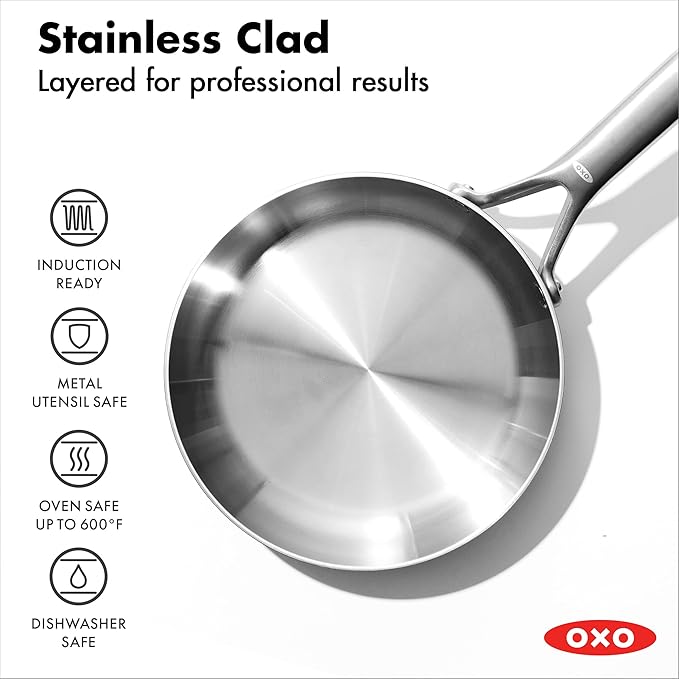 Stainless Clad
Layered for professional results
OXO
INDUCTION
READY
METAL
UTENSIL SAFE
OVEN SAFE
UP TO 600°F
DISHWASHER
SAFE
OXO